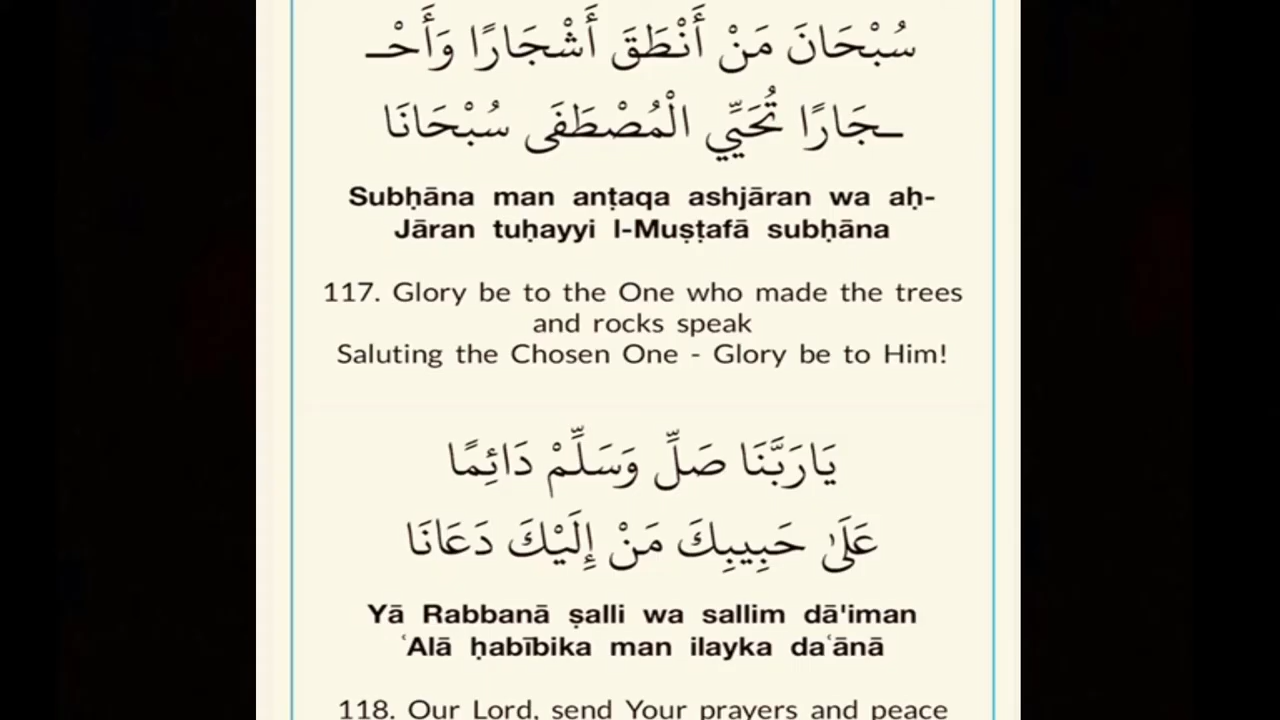 سُبْحَانَ مَنْ أَنْطَقَ أَشْجَارًا وَأَحْـ
ـجَارًا تُحَيِّي الْمُصْطَفَى سُبْحَانَا
Subḥāna man anṭaqa ashjāran wa aḥ-
Jāran tuḥayyi l-Muṣṭafā subḥāna
117. Glory be to the One who made the trees
and rocks speak
Saluting the Chosen One - Glory be to Him!
يَارَبَّنَا صَلِّ وَسَلِّمْ دَائِمًا
عَلَىٰ حَبِيبِكَ مَنْ إِلَيْكَ دَعَانَا
Yā Rabbanā ṣalli wa sallim dā'iman
ʿAlā ḥabībika man ilayka daʿānā
118. Our Lord, send Your prayers and peace